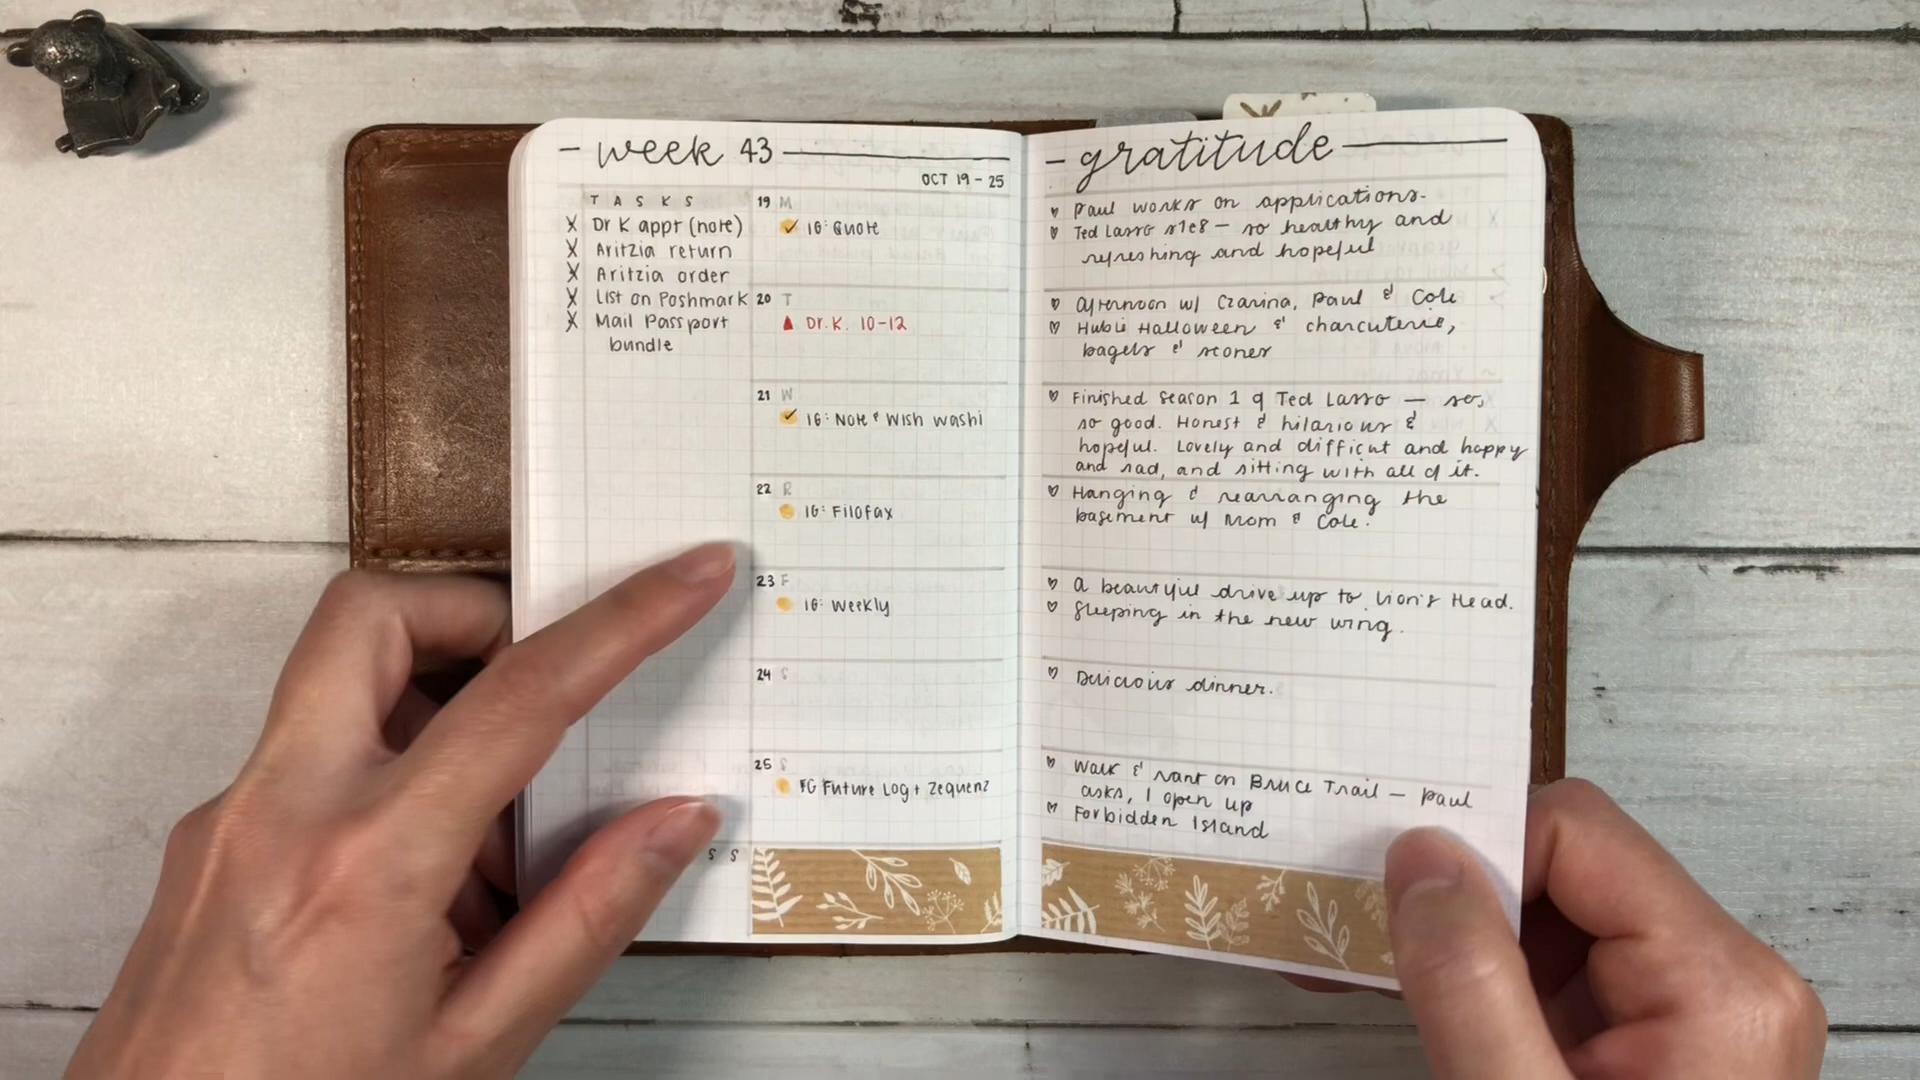 - week 43
OCT 19 - 25
TASKS
X Dr K appt (note)
X Aritzia return
X Aritzia order
X List on Poshmark
X Mail Passport
bundle
19 M
✓ IG: Quote
20 T
▲ Dr. K. 10-12
21 W
✓ IG: Note & Wish Washi
22 R
IG: Filofax
23 F
IG: Weekly
24 S
25 S
IG Future Log + Zequenz
S S
- gratitude
♥ Paul works on applications.
♥ Ted Lasso s1e8 — so healthy and
refreshing and hopeful
♥ Afternoon w/ Czarina, Paul & Cole
♥ Hubie Halloween & charcuterie,
bagels & scones
♥ Finished Season 1 of Ted Lasso — so,
so good. Honest & hilarious &
hopeful. Lovely and difficult and happy
and sad, and sitting with all of it.
♥ Hanging & rearranging the
basement w/ Mom & Cole.
♥ A beautiful drive up to Lion's Head.
♥ Sleeping in the new wing.
♥ Delicious dinner.
♥ Walk & rant on Bruce Trail — Paul
asks, I open up
♥ Forbidden Island